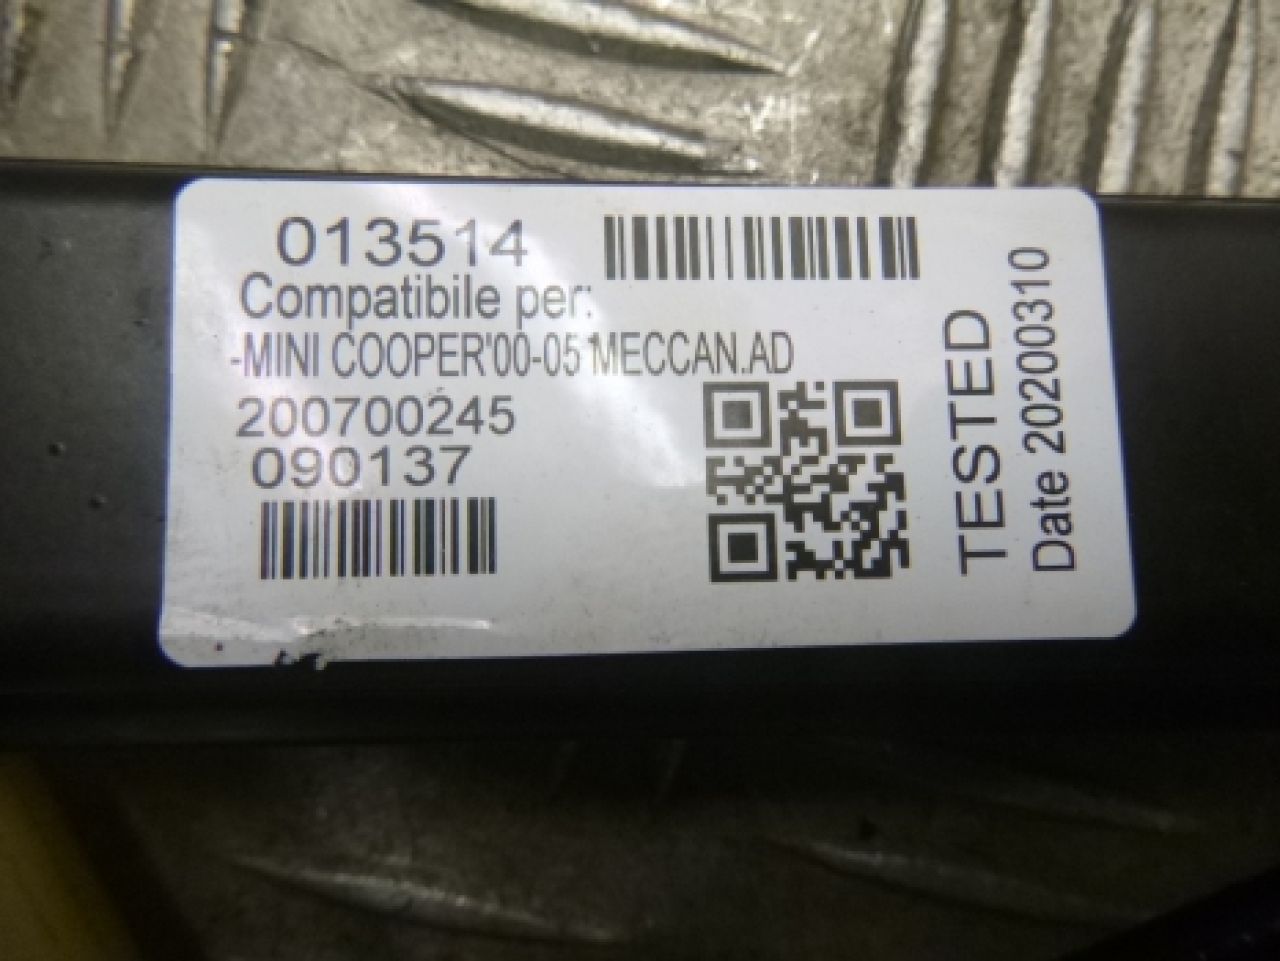 013514
Compatibile per:
-MINI COOPER'00-05 MECCAN.AD
200700245
090137
TESTED
Date 20200310